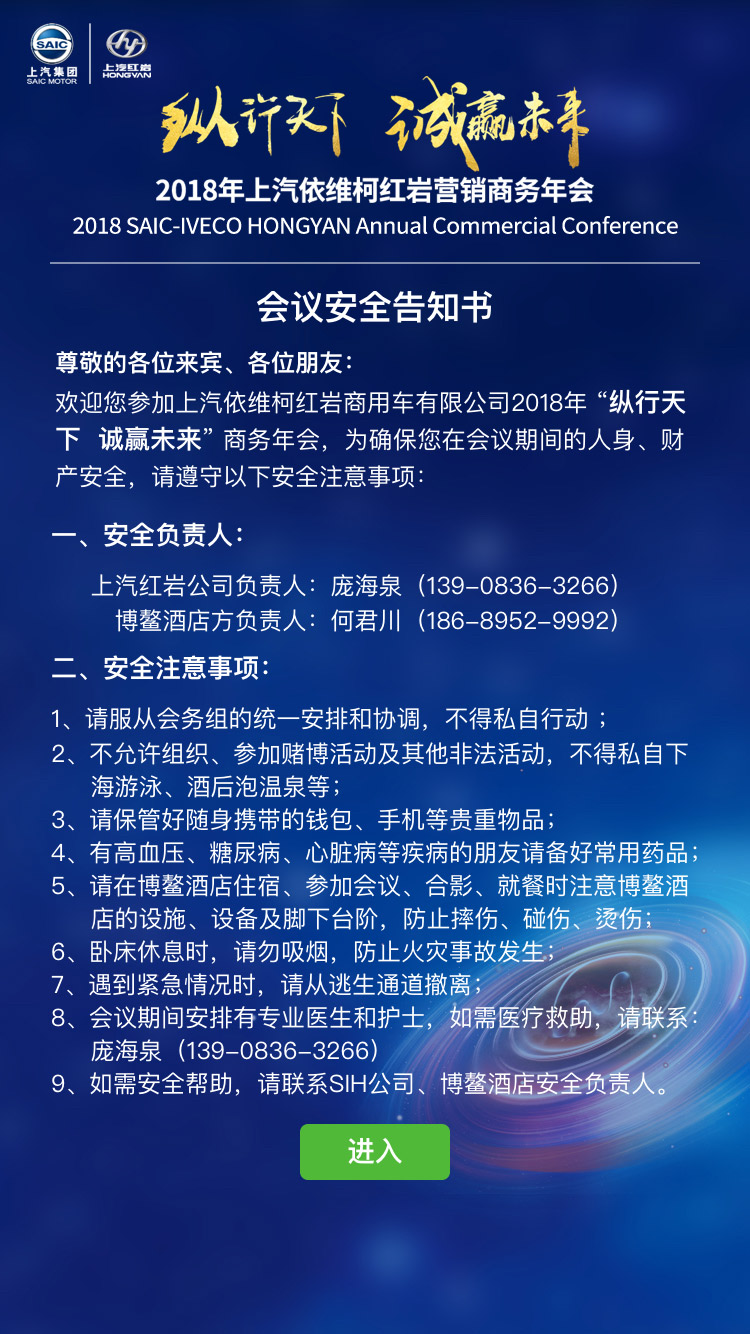 SAIC
上汽集团
SAIC MOTOR
上汽红岩
HONGYAN
纵行天下 诚赢未来
2018年上汽依维柯红岩营销商务年会
2018 SAIC-IVECO HONGYAN Annual Commercial Conference
会议安全告知书
尊敬的各位来宾、各位朋友：
欢迎您参加上汽依维柯红岩商用车有限公司2018年“纵行天
下 诚赢未来”商务年会，为确保您在会议期间的人身、财
产安全，请遵守以下安全注意事项：
一、安全负责人：
上汽红岩公司负责人：庞海泉（139-0836-3266）
博鳌酒店方负责人：何君川（186-8952-9992）
二、安全注意事项：
1、请服从会务组的统一安排和协调，不得私自行动 ；
2、不允许组织、参加赌博活动及其他非法活动，不得私自下
海游泳、酒后泡温泉等；
3、请保管好随身携带的钱包、手机等贵重物品；
4、有高血压、糖尿病、心脏病等疾病的朋友请备好常用药品；
5、请在博鳌酒店住宿、参加会议、合影、就餐时注意博鳌酒
店的设施、设备及脚下台阶，防止摔伤、碰伤、烫伤；
6、卧床休息时，请勿吸烟，防止火灾事故发生；
7、遇到紧急情况时，请从逃生通道撤离；
8、会议期间安排有专业医生和护士，如需医疗救助，请联系：
庞海泉（139-0836-3266）
9、如需安全帮助，请联系SIH公司、博鳌酒店安全负责人。
进入